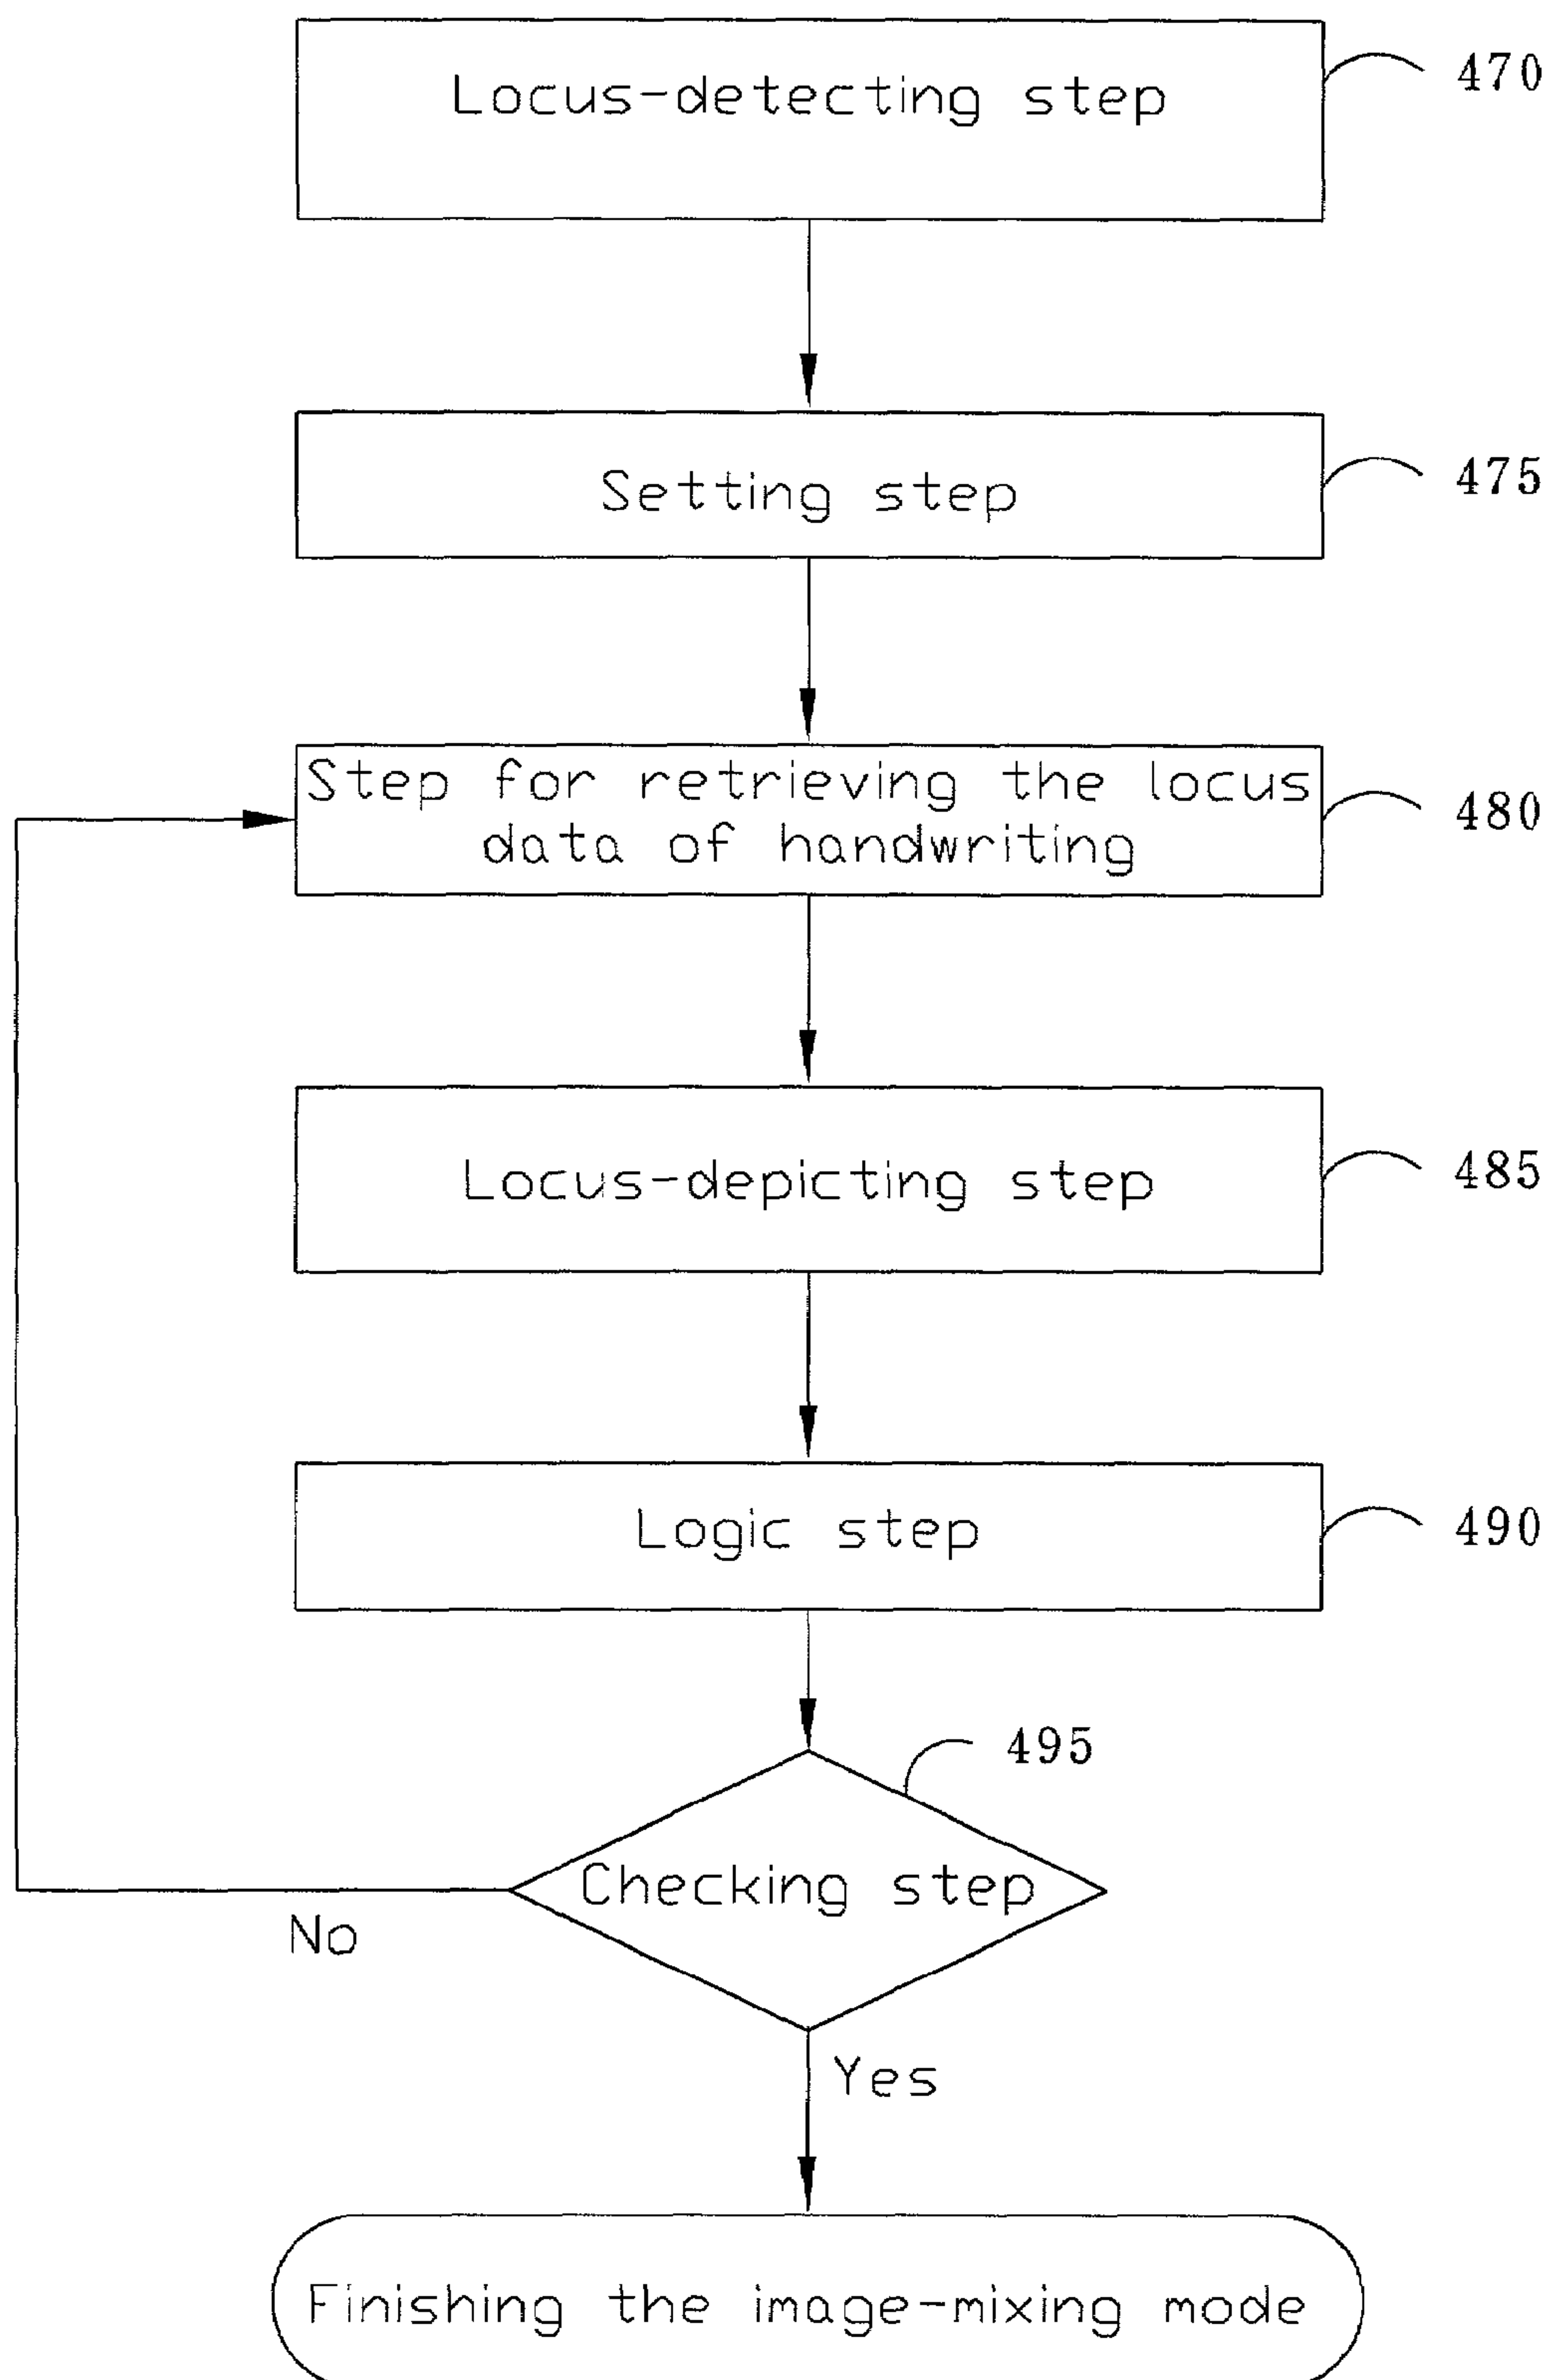 Locus-detecting step
470
Setting step
475
Step for retrieving the locus
data of handwriting
480
Locus-depicting step
485
Logic step
490
495
Checking step
No
Yes
Finishing the image-mixing mode